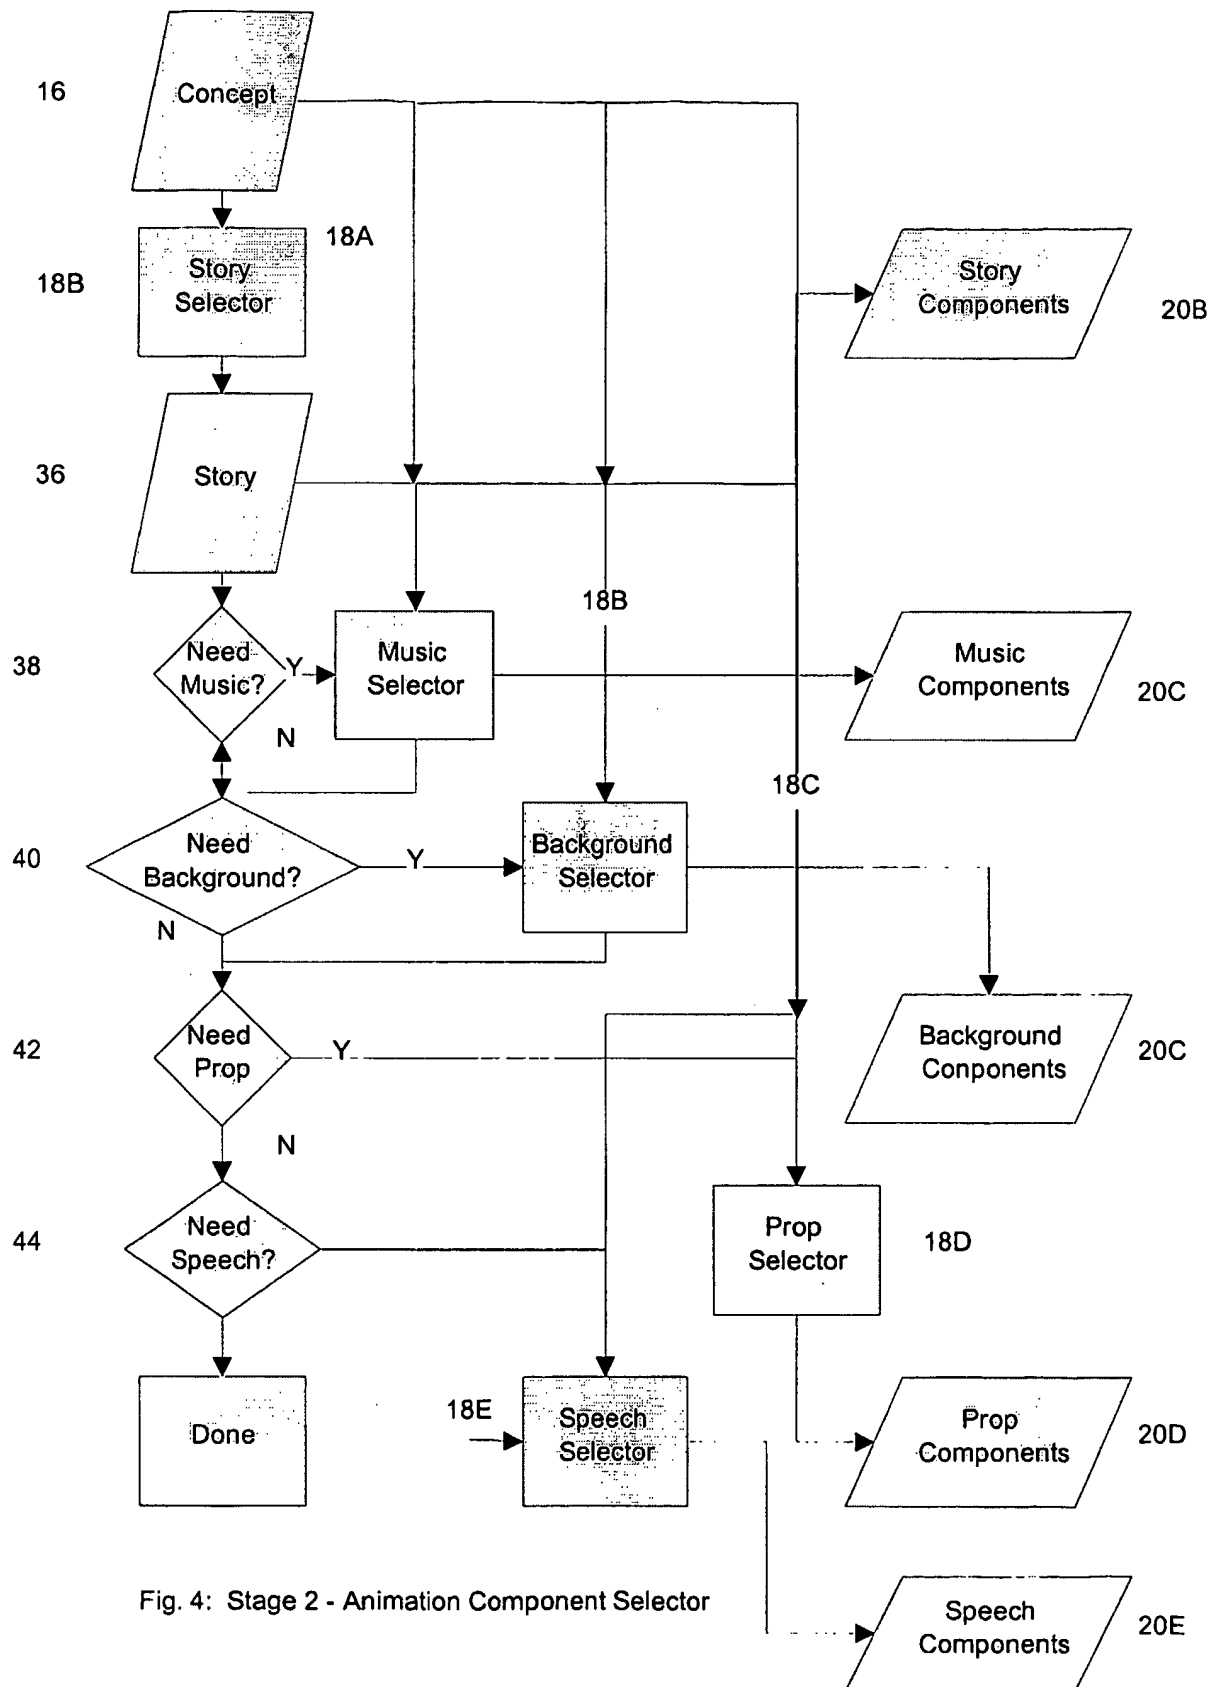 16
Concept
18A
18B
Story
Selector
Story
Components
20B
36
Story
18B
38
Need
Music?
Y
Music
Selector
Music
Components
20C
N
18C
40
Need
Background?
Y
Background
Selector
N
42
Need
Prop
Y
Background
Conponents
20C
N
44
Need
Speech?
Prop
Selector
18D
Done
18E
Speech
Selector
Prop
Components
20D
Fig. 4: Stage 2 - Animation Component Selector
Speech
Components
20E